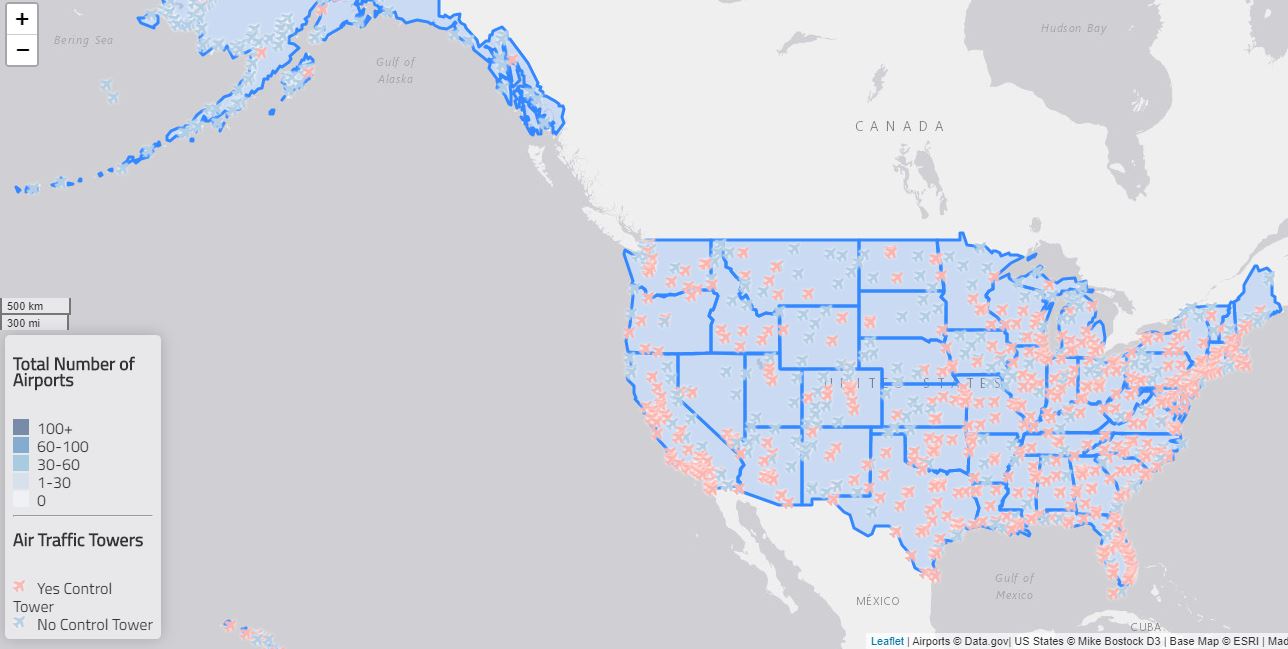 +
−
Bering Sea
Gulf of
Alaska
Hudson Bay
CANADA
500 km
300 mi
UNITED STATES
Total Number of
Airports
100+
60-100
30-60
1-30
0
Air Traffic Towers
Yes Control
Tower
No Control Tower
Gulf of
Mexico
MÉXICO
CUBA
Leaflet | Airports © Data.gov| US States © Mike Bostock D3 | Base Map © ESRI | Mad